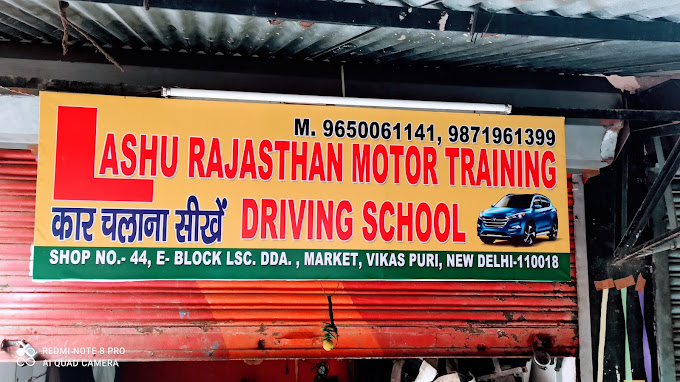 M. 9650061141, 9871961399
L ASHU RAJASTHAN MOTOR TRAINING
कार चलाना सीखें DRIVING SCHOOL
SHOP NO.- 44, E- BLOCK LSC. DDA. , MARKET, VIKAS PURI, NEW DELHI-110018
REDMI NOTE 8 PRO
AI QUAD CAMERA